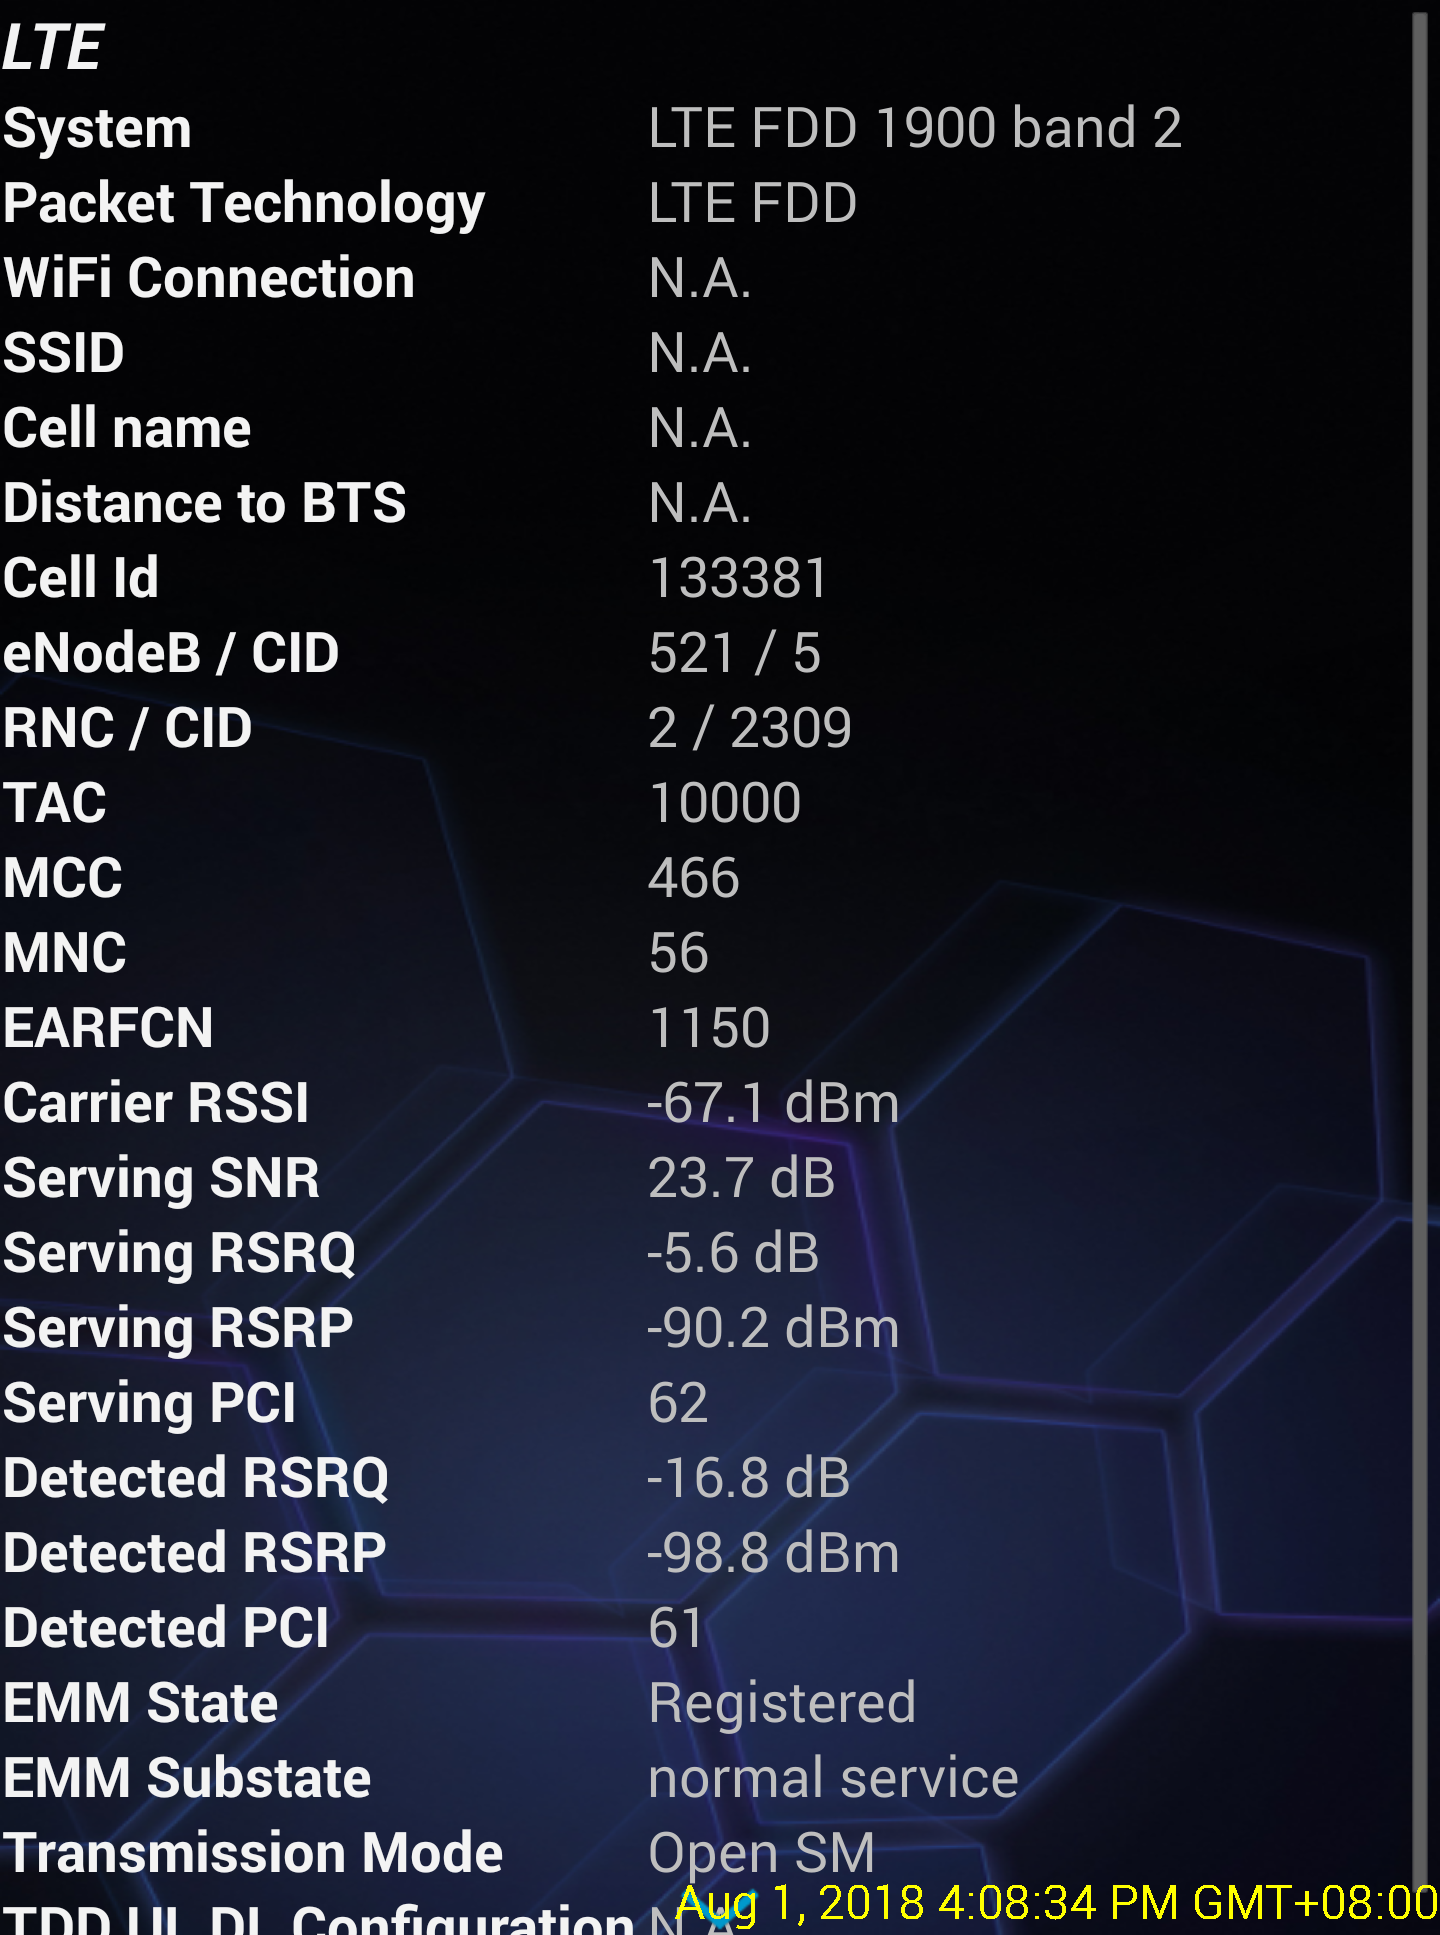 LTE
System LTE FDD 1900 band 2
Packet Technology LTE FDD
WiFi Connection N.A.
SSID N.A.
Cell name N.A.
Distance to BTS N.A.
Cell Id 133381
eNodeB / CID 521 / 5
RNC / CID 2 / 2309
TAC 10000
MCC 466
MNC 56
EARFCN 1150
Carrier RSSI -67.1 dBm
Serving SNR 23.7 dB
Serving RSRQ -5.6 dB
Serving RSRP -90.2 dBm
Serving PCI 62
Detected RSRQ -16.8 dB
Detected RSRP -98.8 dBm
Detected PCI 61
EMM State Registered
EMM Substate normal service
Transmission Mode Open SM
Aug 1, 2018 4:08:34 PM GMT+08:00
TDD UL DL Configuration